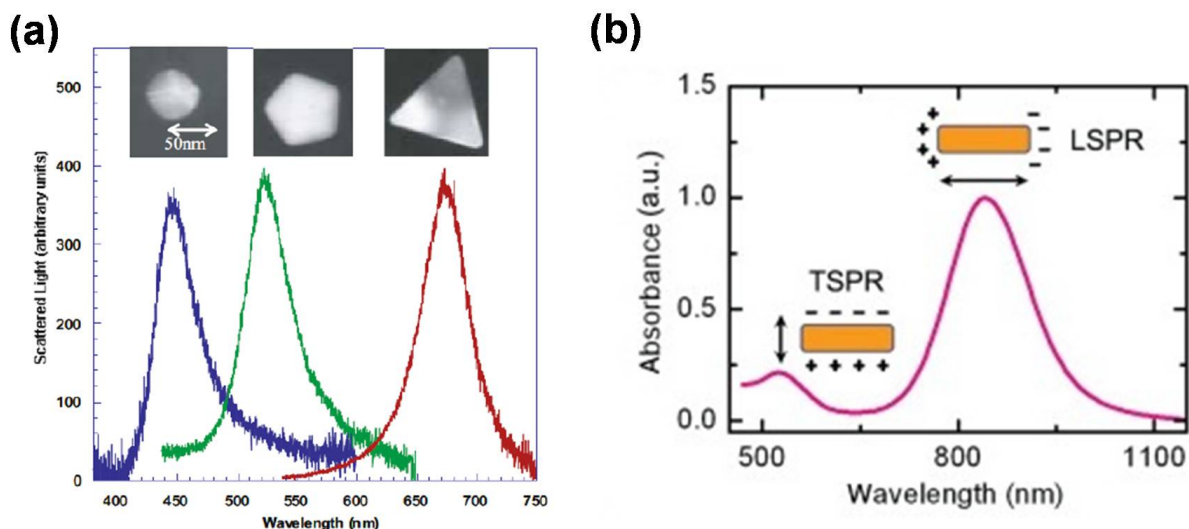 (a)
500
400
300
200
100
0
Scattered Light (arbitrary units)
50nm
400 450 500 550 600 650 700 750
Wavelength (nm)
(b)
1.5
1.0
0.5
0.0
Absorbance (a.u.)
+ - LSPR
+ -
+ -
+ -
TSPR
- - - -
+ + + +
500 800 1100
Wavelength (nm)